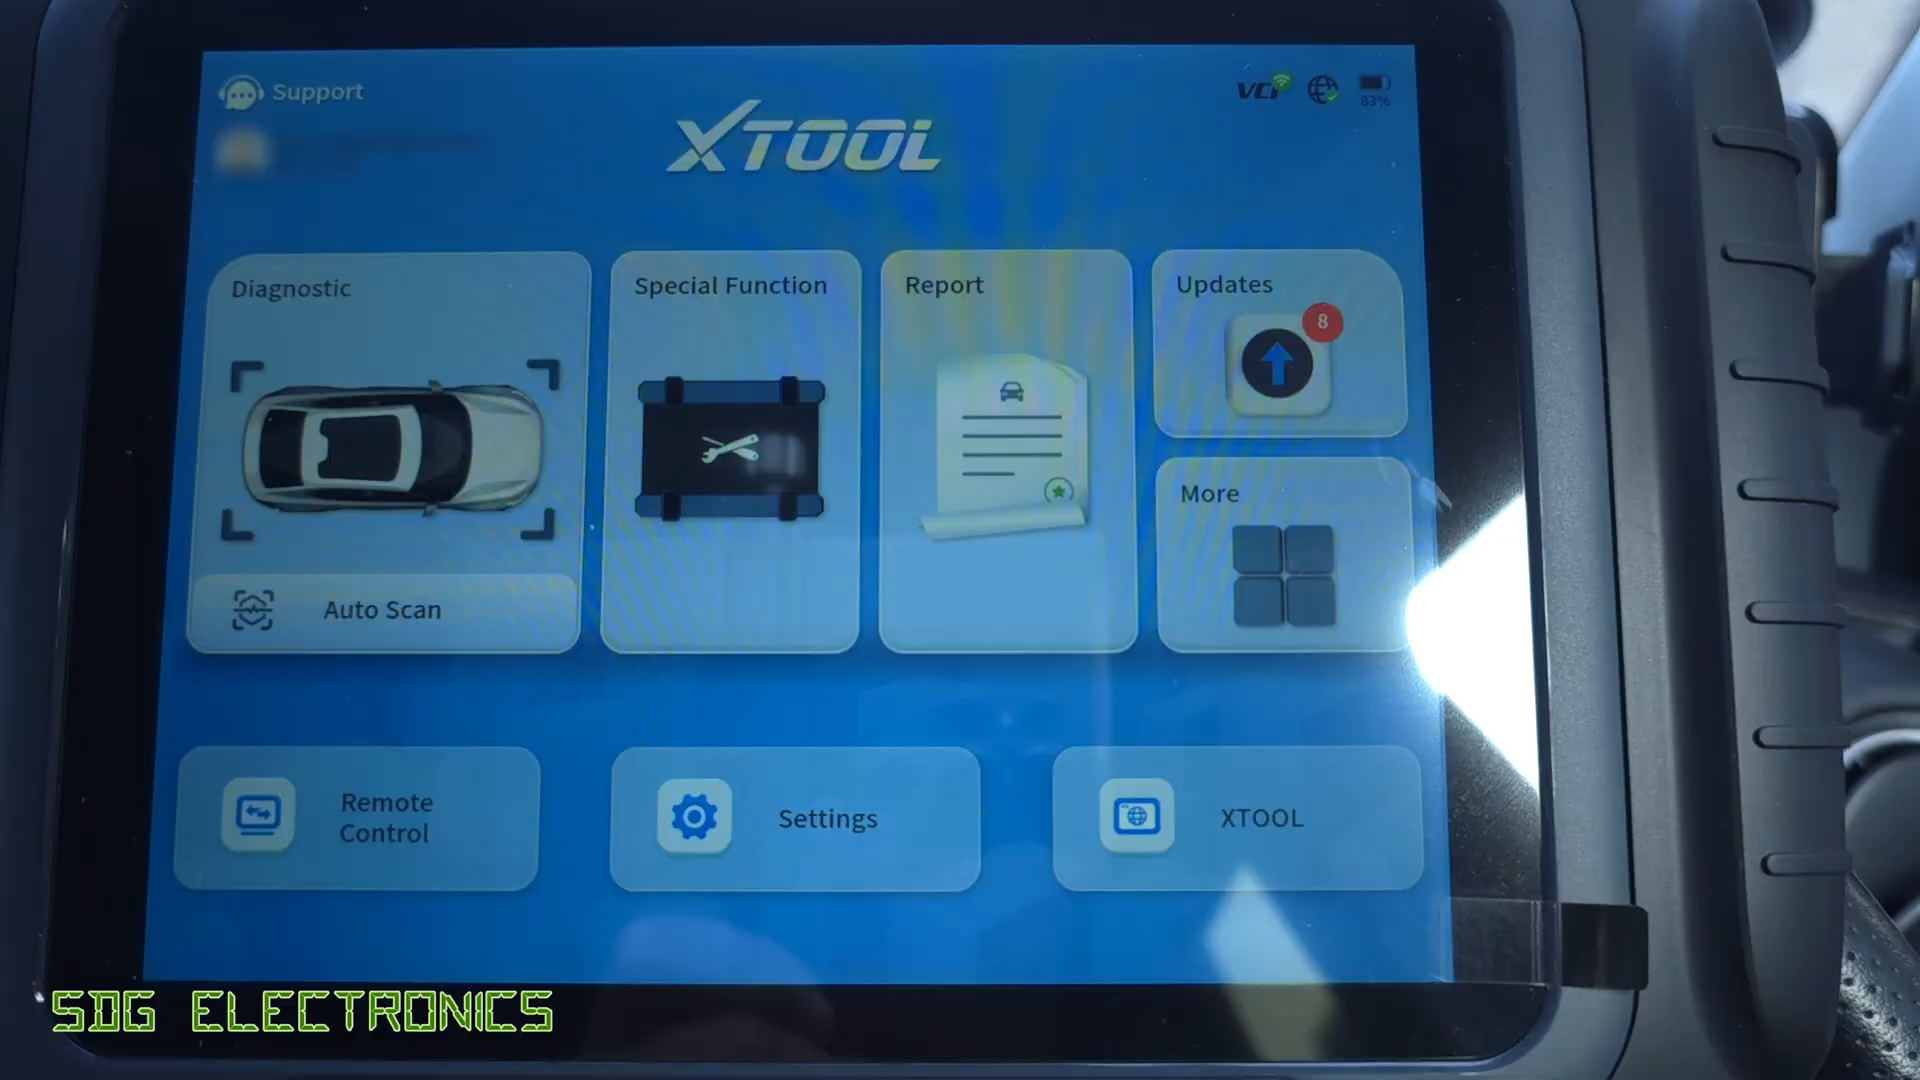 Support
VCI
83%
XTOOL
Diagnostic
Special Function
Report
Updates
8
More
Auto Scan
Remote
Control
Settings
XTOOL
SDG ELECTRONICS